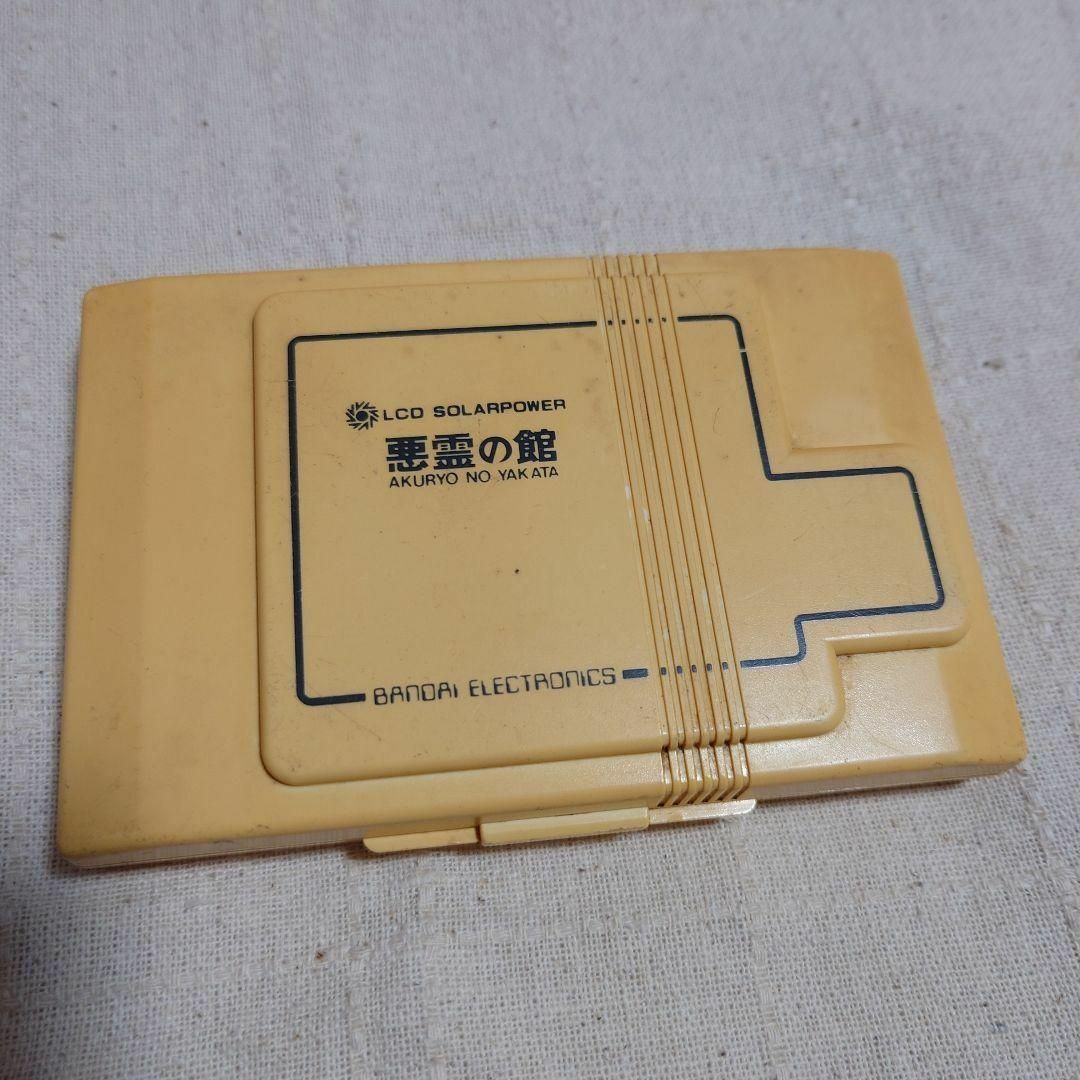 LCD SOLARPOWER
悪霊の館
AKURYO NO YAKATA
BANDAI ELECTRONICS